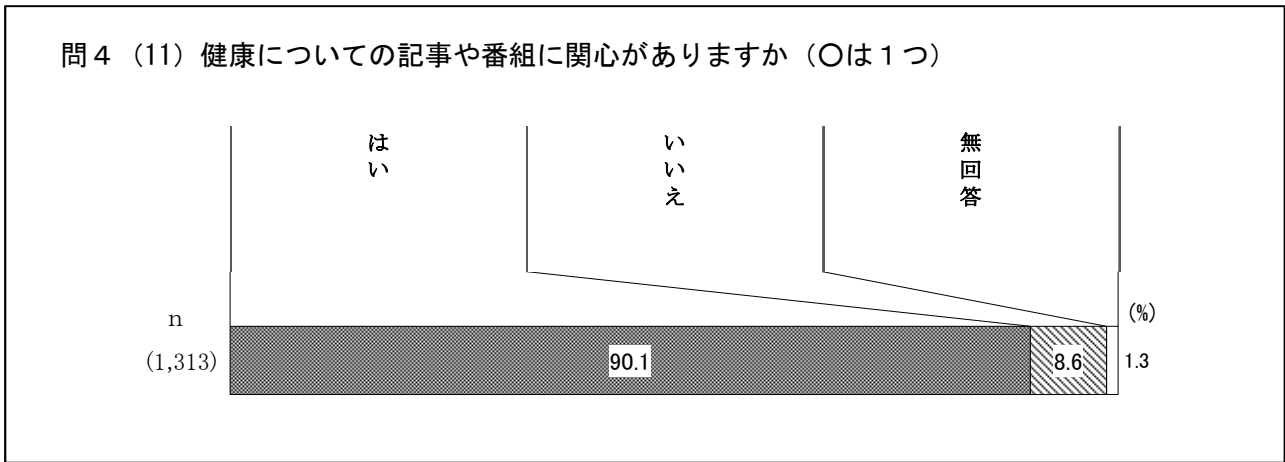 問４（11）健康についての記事や番組に関心がありますか（〇は１つ）
はい
いいえ
無回答
(%)
n
(1,313)
90.1
8.6
1.3